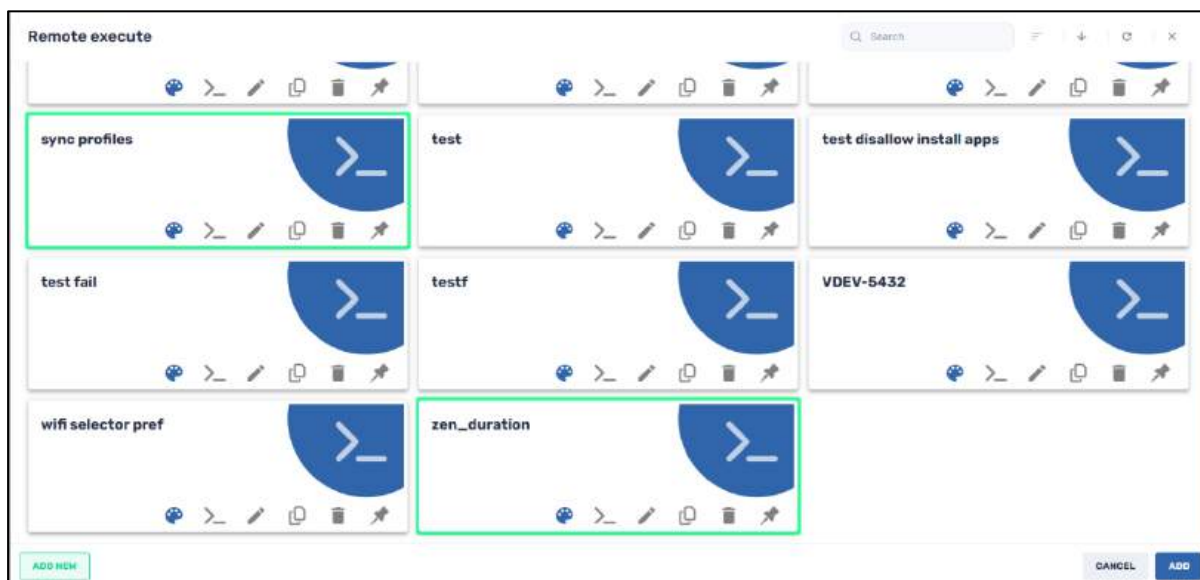 Remote execute
Search
sync profiles
test
test disallow install apps
test fail
testf
VDEV-5432
wifi selector pref
zen_duration
ADD NEW
CANCEL
ADD